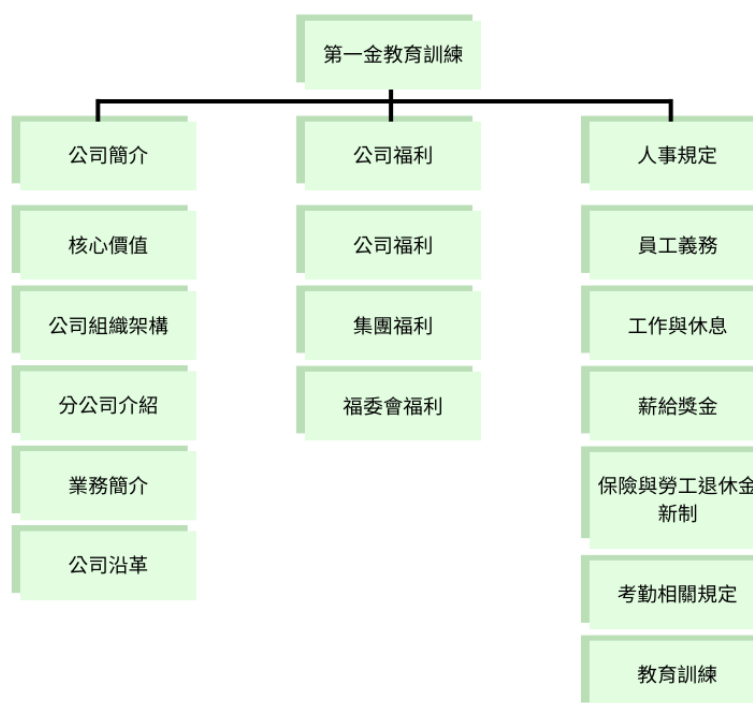 第一金教育訓練
公司簡介
核心價值
公司組織架構
分公司介紹
業務簡介
公司沿革
公司福利
公司福利
集團福利
福委會福利
人事規定
員工義務
工作與休息
薪給獎金
保險與勞工退休金
新制
考勤相關規定
教育訓練